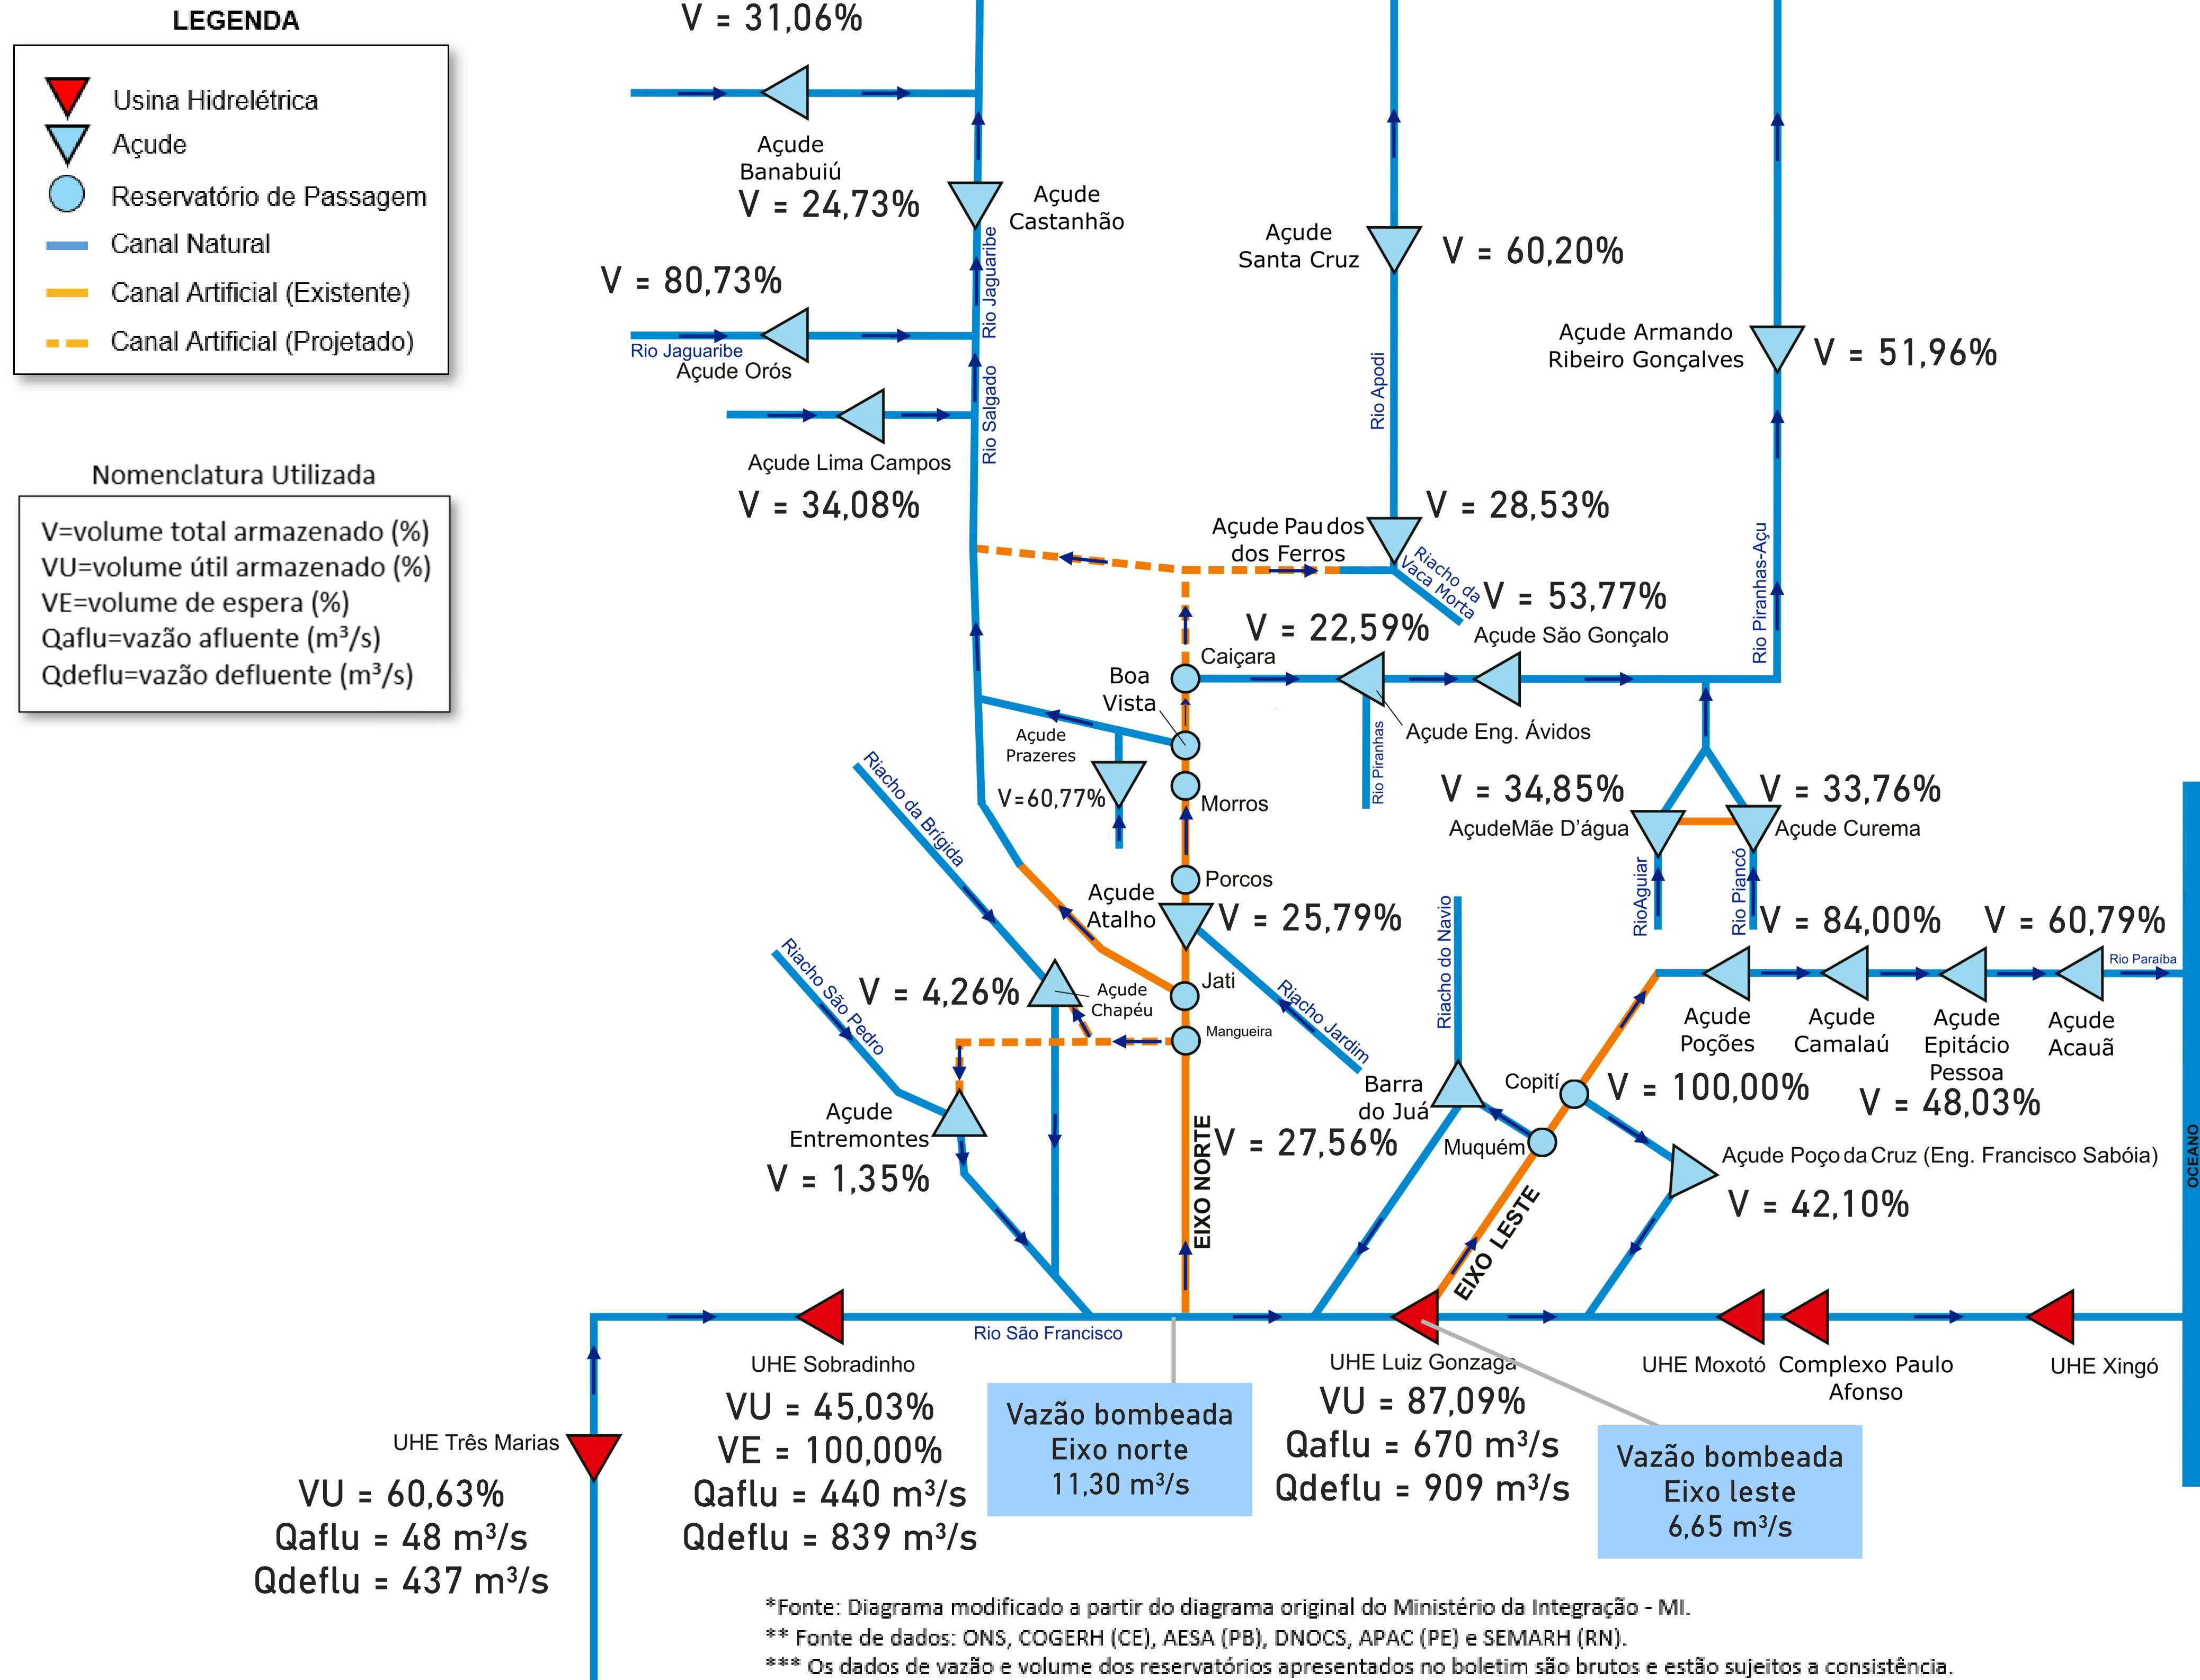 LEGENDA
Usina Hidrelétrica
Açude
Reservatório de Passagem
Canal Natural
Canal Artificial (Existente)
Canal Artificial (Projetado)
Nomenclatura Utilizada
V=volume total armazenado (%)
VU=volume útil armazenado (%)
VE=volume de espera (%)
Qaflu=vazão afluente (m³/s)
Qdeflu=vazão defluente (m³/s)
V = 31,06%
Açude
Banabuiú
V = 24,73%
Açude
Castanhão
Rio Jaguaribe
V = 80,73%
Rio Jaguaribe
Açude Orós
Rio Salgado
Açude Lima Campos
V = 34,08%
Açude
Santa Cruz
V = 60,20%
Rio Apodi
Açude Armando
Ribeiro Gonçalves
V = 51,96%
Rio Piranhas-Açu
Açude Pau dos
dos Ferros
V = 28,53%
Riacho da
Vaca Morta
V = 53,77%
Açude São Gonçalo
V = 22,59%
Caiçara
Boa
Vista
Açude Eng. Ávidos
Rio Piranhas
Açude
Prazeres
V=60,77%
Morros
Porcos
Açude
Atalho
V = 25,79%
Riacho da Brígida
Riacho São Pedro
V = 4,26%
Açude
Chapéu
Jati
Mangueira
Riacho Jardim
Açude
Entremontes
V = 1,35%
EIXO NORTE
V = 34,85%
AçudeMãe D'água
V = 33,76%
Açude Curema
RioAguiar
Rio Piancó
V = 84,00%
V = 60,79%
Rio Paraíba
Açude
Poções
Açude
Camalaú
Açude
Epitácio
Pessoa
Açude
Acauã
V = 100,00%
V = 48,03%
Riacho do Navio
Barra
do Juá
V = 27,56%
Copití
Muquém
Açude Poço da Cruz (Eng. Francisco Sabóia)
V = 42,10%
EIXO LESTE
OCEANO
Rio São Francisco
UHE Sobradinho
VU = 45,03%
VE = 100,00%
Qaflu = 440 m³/s
Qdeflu = 839 m³/s
UHE Três Marias
VU = 60,63%
Qaflu = 48 m³/s
Qdeflu = 437 m³/s
Vazão bombeada
Eixo norte
11,30 m³/s
UHE Luiz Gonzaga
VU = 87,09%
Qaflu = 670 m³/s
Qdeflu = 909 m³/s
Vazão bombeada
Eixo leste
6,65 m³/s
UHE Moxotó
Complexo Paulo
Afonso
UHE Xingó
*Fonte: Diagrama modificado a partir do diagrama original do Ministério da Integração - MI.
** Fonte de dados: ONS, COGERH (CE), AESA (PB), DNOCS, APAC (PE) e SEMARH (RN).
*** Os dados de vazão e volume dos reservatórios apresentados no boletim são brutos e estão sujeitos a consistência.